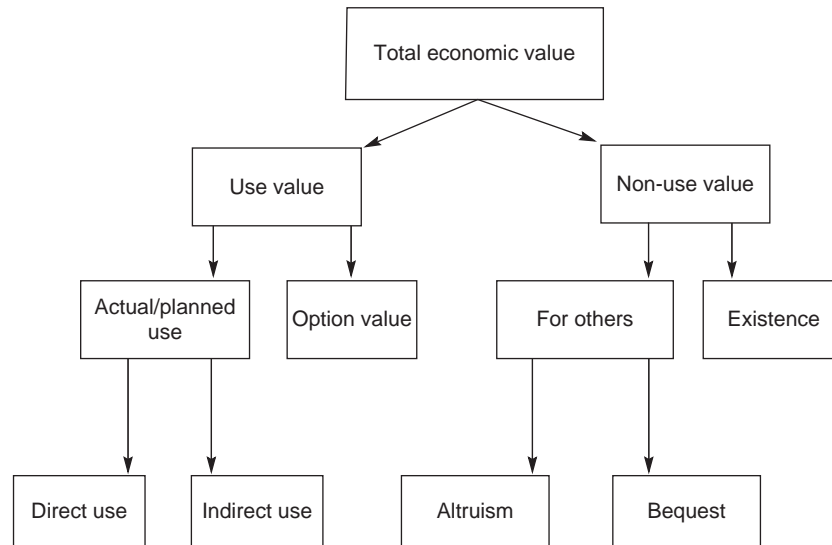 Total economic value
Use value
Non-use value
Actual/planned
use
Option value
For others
Existence
Direct use
Indirect use
Altruism
Bequest